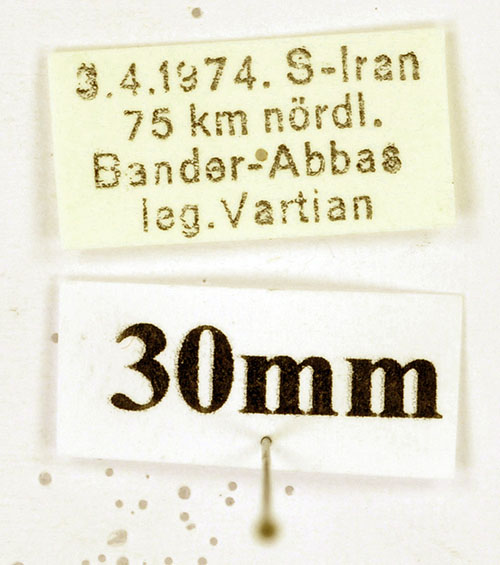 3.4.1974. S-Iran
75 km nördl.
Bander-Abbas
leg. Vartian
30mm